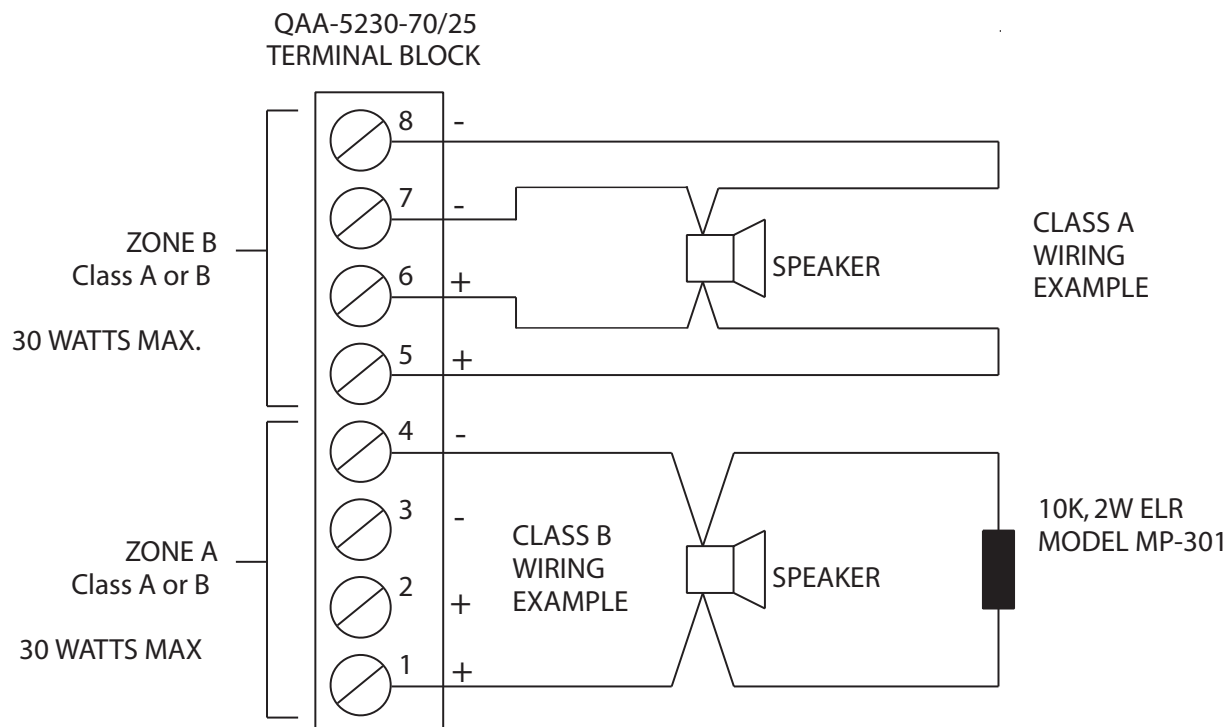 QAA-5230-70/25
TERMINAL BLOCK
8 -
7 -
6 +
5 +
4 -
3 -
2 +
1 +
ZONE B
Class A or B
30 WATTS MAX.
ZONE A
Class A or B
30 WATTS MAX
SPEAKER
CLASS A
WIRING
EXAMPLE
CLASS B
WIRING
EXAMPLE
SPEAKER
10K, 2W ELR
MODEL MP-301